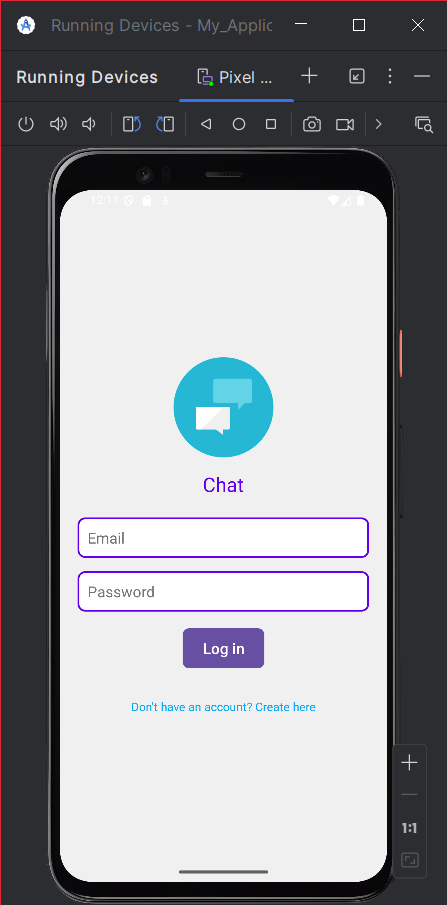 Running Devices - My_Applic
Running Devices
Pixel ...
12:11
Chat
Email
Password
Log in
Don't have an account? Create here
1:1